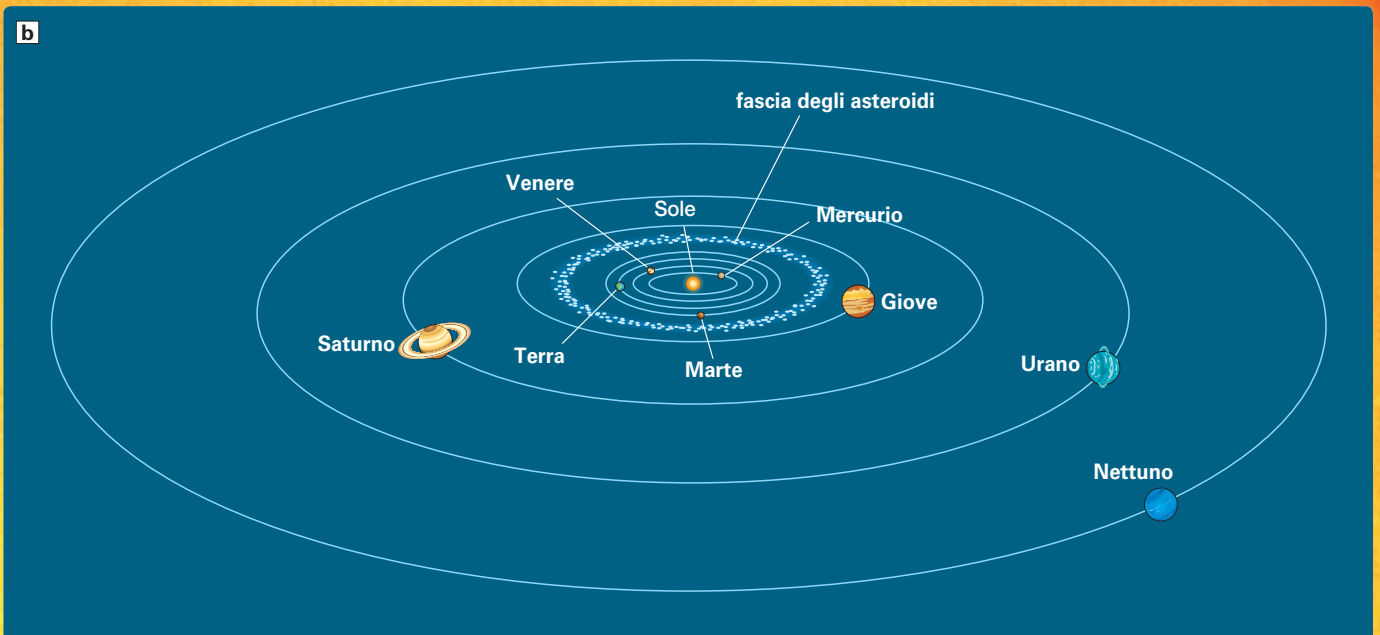 b
fascia degli asteroidi
Venere
Sole
Mercurio
Giove
Saturno
Terra
Marte
Urano
Nettuno